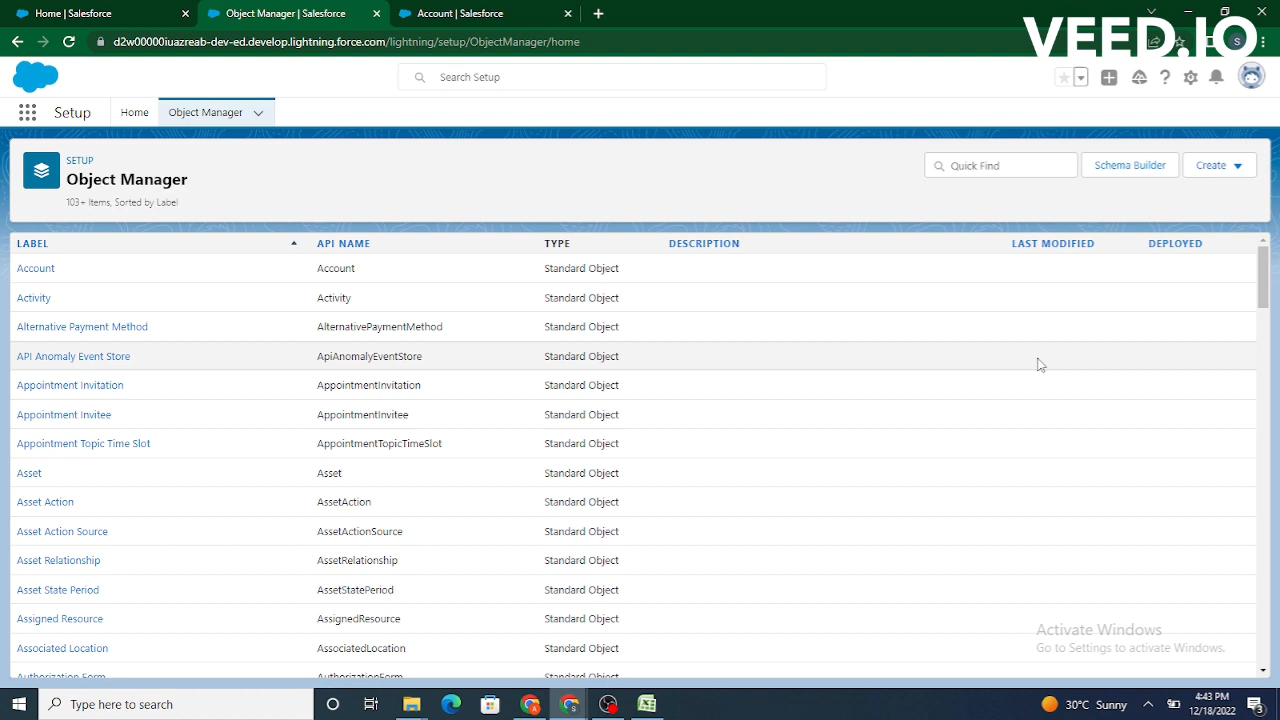 Home | Salesforce
Object Manager | Salesforce
Account | Salesforce
d2w00000iuazreab-dev-ed.develop.lightning.force.com/lightning/setup/ObjectManager/home
S
VEED.IO
Search Setup
Setup
Home
Object Manager
SETUP
Object Manager
103+ Items, Sorted by Label
Quick Find
Schema Builder
Create
LABEL API NAME TYPE DESCRIPTION LAST MODIFIED DEPLOYED
Account Account Standard Object
Activity Activity Standard Object
Alternative Payment Method AlternativePaymentMethod Standard Object
API Anomaly Event Store ApiAnomalyEventStore Standard Object
Appointment Invitation AppointmentInvitation Standard Object
Appointment Invitee AppointmentInvitee Standard Object
Appointment Topic Time Slot AppointmentTopicTimeSlot Standard Object
Asset Asset Standard Object
Asset Action AssetAction Standard Object
Asset Action Source AssetActionSource Standard Object
Asset Relationship AssetRelationship Standard Object
Asset State Period AssetStatePeriod Standard Object
Assigned Resource AssignedResource Standard Object
Associated Location AssociatedLocation Standard Object
Authorization Form AuthorizationForm Standard Object
Activate Windows
Go to Settings to activate Windows.
Type here to search
30°C Sunny
4:43 PM
12/18/2022
3